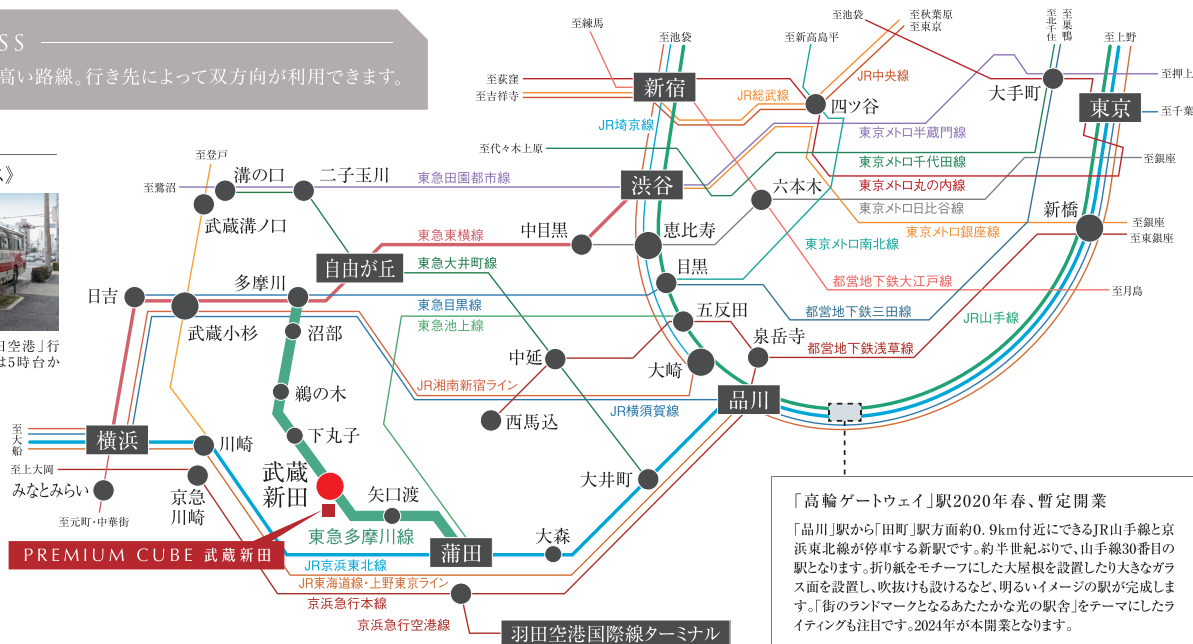 SS
高い路線。行き先によって双方向が利用できます。
至練馬
至池袋
至新高島平
至池袋
至秋葉原
至東京
至北千住
至巣鴨
至上野
至荻窪
至吉祥寺
新宿
JR総武線
JR中央線
四ツ谷
大手町
東京
至押上
至千葉
JR埼京線
東京メトロ半蔵門線
至代々木上原
東京メトロ千代田線
至銀座
ス》
至登戸
至鷺沼
溝の口
二子玉川
東急田園都市線
渋谷
東京メトロ丸の内線
六本木
東京メトロ日比谷線
武蔵溝ノ口
新橋
至銀座
至東銀座
東急東横線
中目黒
恵比寿
東京メトロ銀座線
東京メトロ南北線
自由が丘
東急大井町線
目黒
都営地下鉄大江戸線
至月島
日吉
多摩川
東急目黒線
武蔵小杉
沼部
東急池上線
五反田
都営地下鉄三田線
JR山手線
泉岳寺
都営地下鉄浅草線
田空港」行
は5時台か
中延
大崎
鵜の木
JR湘南新宿ライン
JR横須賀線
品川
西馬込
至大船
横浜
川崎
下丸子
至上大岡
みなとみらい
京急
川崎
武蔵
新田
矢口渡
大井町
至元町・中華街
東急多摩川線
大森
PREMIUM CUBE 武蔵新田
蒲田
JR京浜東北線
JR東海道線・上野東京ライン
京浜急行本線
京浜急行空港線
羽田空港国際線ターミナル
「高輪ゲートウェイ」駅2020年春、暫定開業
「品川」駅から「田町」駅方面約0.9km付近にできるJR山手線と京
浜東北線が停車する新駅です。約半世紀ぶりで、山手線30番目の
駅となります。折り紙をモチーフにした大屋根を設置したり大きなガラ
ス面を設置し、吹抜けも設けるなど、明るいイメージの駅が完成しま
す。「街のランドマークとなるあたたかな光の駅舎」をテーマにしたラ
イティングも注目です。2024年が本開業となります。